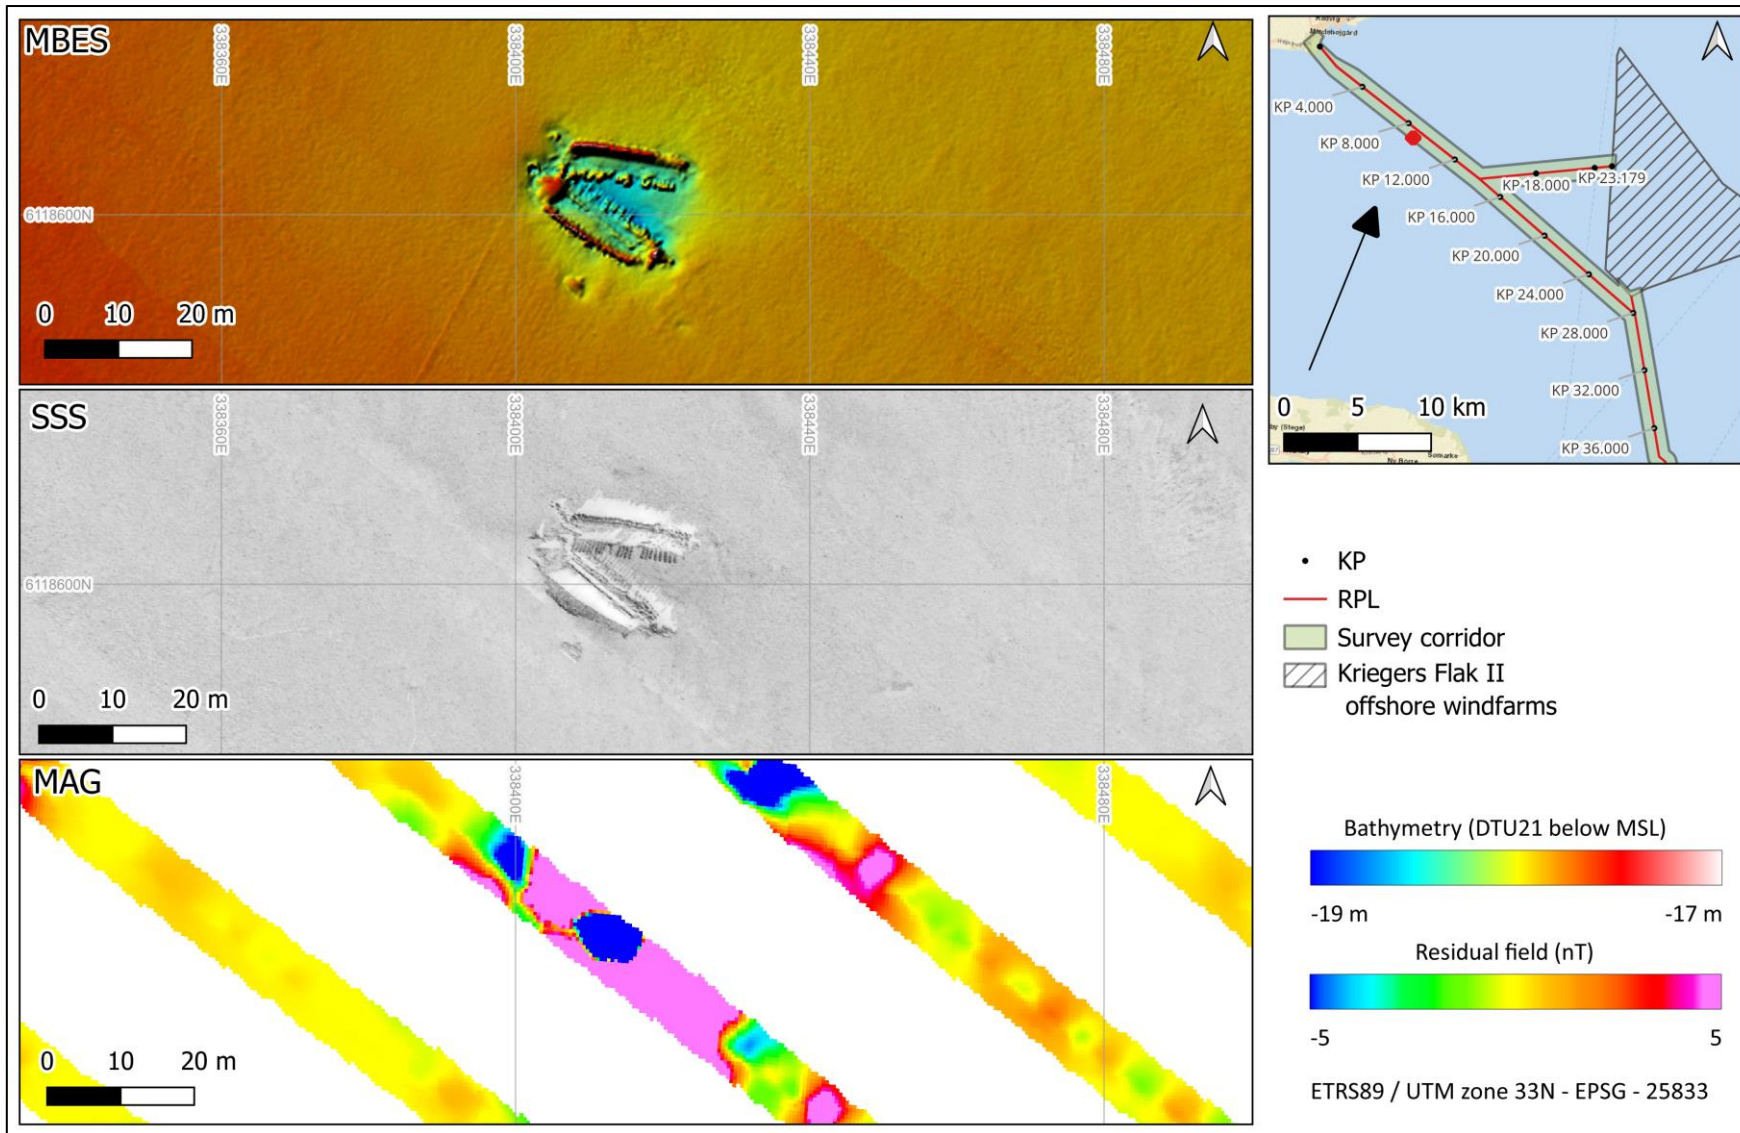 MBES
338360E
338400E
338440E
338480E
6118600N
0 10 20 m
SSS
338360E
338400E
338440E
338480E
6118600N
0 10 20 m
MAG
338400E
338480E
0 10 20 m
KP 4.000
KP 8.000
KP 12.000
KP 18.000
KP 23.179
KP 16.000
KP 20.000
KP 24.000
KP 28.000
KP 32.000
KP 36.000
0 5 10 km
KP
RPL
Survey corridor
Kriegers Flak II
offshore windfarms
Bathymetry (DTU21 below MSL)
-19 m -17 m
Residual field (nT)
-5 5
ETRS89 / UTM zone 33N - EPSG - 25833